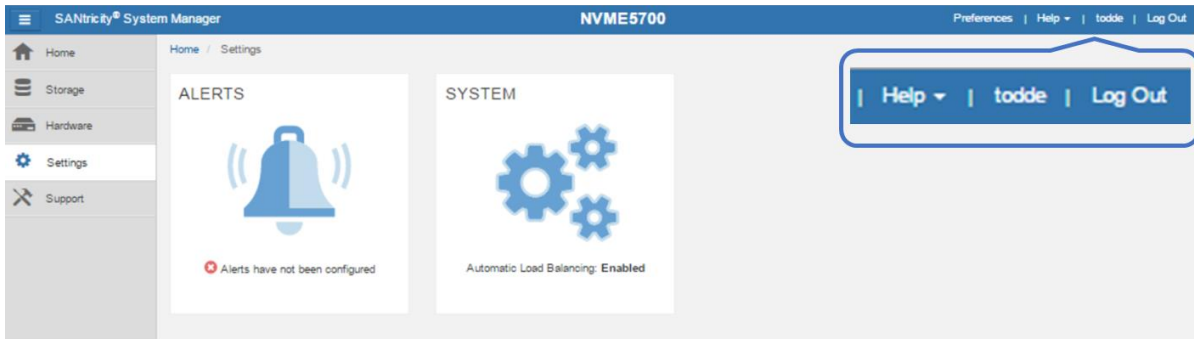 SANtricity® System Manager NVME5700 Preferences | Help | todde | Log Out
Home
Storage
Hardware
Settings
Support
Home / Settings
ALERTS
Alerts have not been configured
SYSTEM
Automatic Load Balancing: Enabled
| Help | todde | Log Out